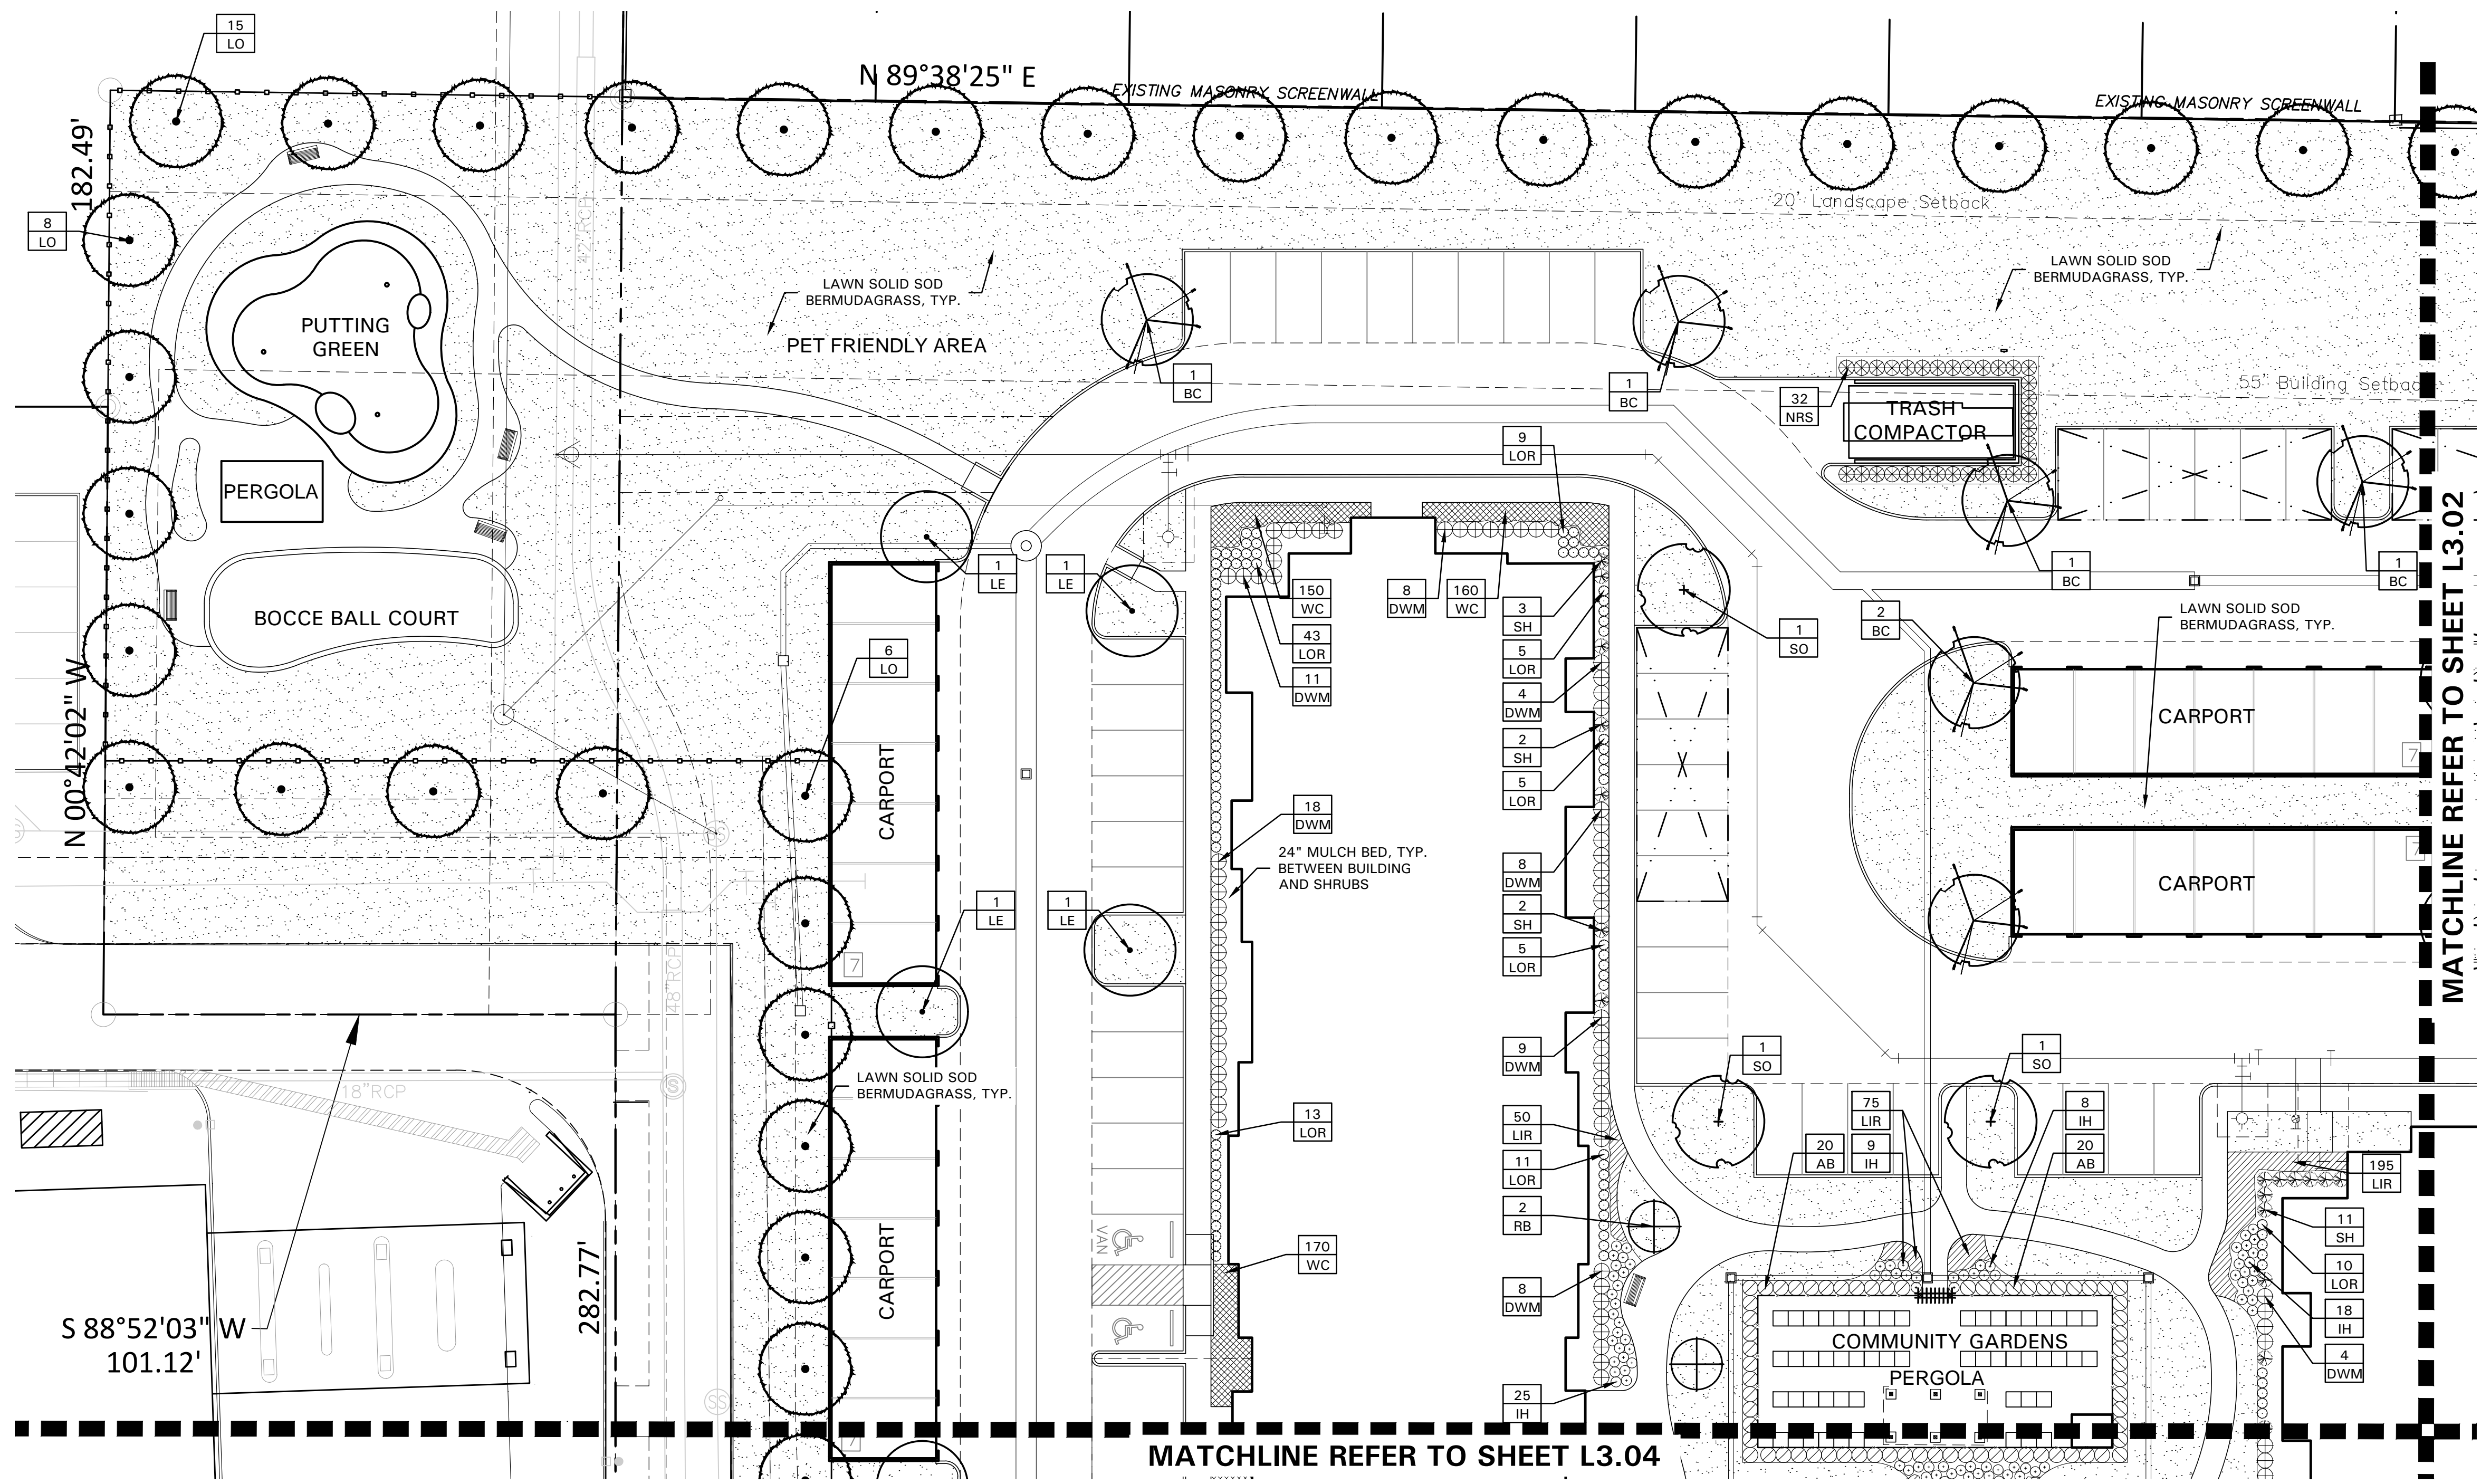 15
LO
N 89°38'25" E
EXISTING MASONRY SCREENWALL
EXISTING MASONRY SCREENWALL
182.49'
8
LO
20' Landscape Setback
LAWN SOLID SOD
BERMUDAGRASS, TYP.
PET FRIENDLY AREA
LAWN SOLID SOD
BERMUDAGRASS, TYP.
PUTTING
GREEN
1
BC
1
BC
32
NRS
TRASH
COMPACTOR
55' Building Setback
9
LOR
PERGOLA
MATCHLINE REFER TO SHEET L3.02
1
LE
1
LE
1
BC
1
BC
BOCCE BALL COURT
150
WC
8
DWM
160
WC
3
SH
43
LOR
11
DWM
5
LOR
4
DWM
2
SH
5
LOR
1
SO
2
BC
LAWN SOLID SOD
BERMUDAGRASS, TYP.
6
LO
CARPORT
7
N 00°42'02" W
CARPORT
18
DWM
24" MULCH BED, TYP.
BETWEEN BUILDING
AND SHRUBS
8
DWM
2
SH
5
LOR
CARPORT
7
1
LE
1
LE
7
48"RCP
9
DWM
1
SO
1
SO
18"RCP
S
LAWN SOLID SOD
BERMUDAGRASS, TYP.
13
LOR
50
LIR
11
LOR
2
RB
75
LIR
20
AB
9
IH
8
IH
20
AB
195
LIR
11
SH
10
LOR
18
IH
4
DWM
VAN
170
WC
8
DWM
25
IH
CARPORT
282.77'
S 88°52'03" W
101.12'
COMMUNITY GARDENS
PERGOLA
SS
7
MATCHLINE REFER TO SHEET L3.04